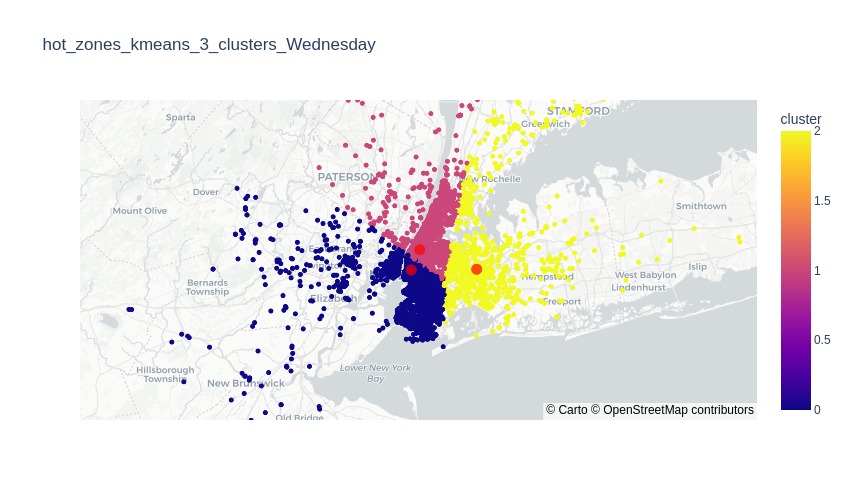 hot_zones_kmeans_3_clusters_Wednesday
cluster
STAMFORD
Sparta
Greenwich
2
PATERSON
Dover
Smithtown
1.5
Mount Olive
West Babylon
Islip
1
Bernards
Township
Hempstead
Lindenhurst
Elizabeth
Freeport
0.5
Hillsborough
Township
Lower New York
Bay
New Brunswick
Old Bridge
© Carto © OpenStreetMap contributors
0